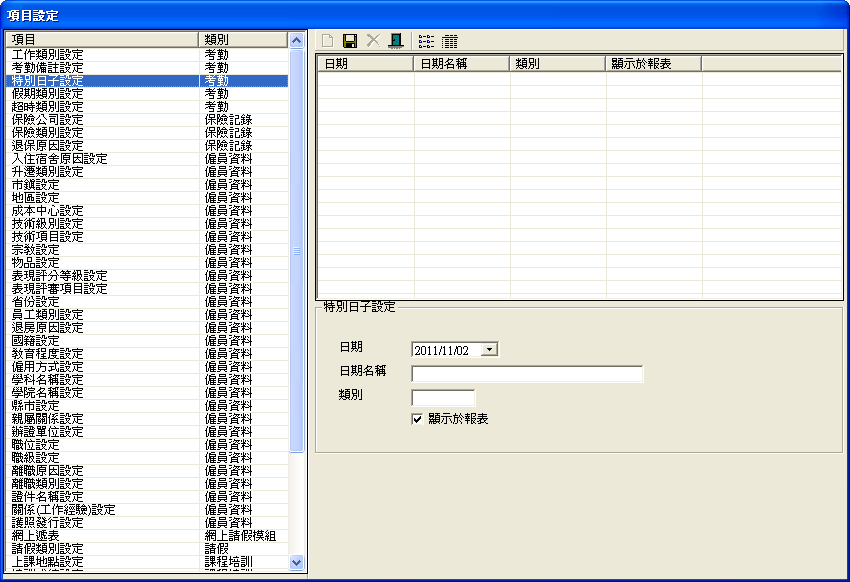 項目設定
項目 類別
工作類別設定 考勤
考勤備註設定 考勤
特別日子設定 考勤
假期類別設定 考勤
超時類別設定 考勤
保險公司設定 保險記錄
保險類別設定 保險記錄
退保原因設定 保險記錄
入住宿舍原因設定 僱員資料
升遷類別設定 僱員資料
市鎮設定 僱員資料
地區設定 僱員資料
成本中心設定 僱員資料
技術級別設定 僱員資料
技術項目設定 僱員資料
宗教設定 僱員資料
物品設定 僱員資料
表現評分等級設定 僱員資料
表現評審項目設定 僱員資料
省份設定 僱員資料
員工類別設定 僱員資料
退房原因設定 僱員資料
國籍設定 僱員資料
教育程度設定 僱員資料
僱用方式設定 僱員資料
學科名稱設定 僱員資料
學院名稱設定 僱員資料
縣市設定 僱員資料
親屬關係設定 僱員資料
辦證單位設定 僱員資料
職位設定 僱員資料
職級設定 僱員資料
離職原因設定 僱員資料
離職類別設定 僱員資料
證件名稱設定 僱員資料
關係(工作經驗)設定 僱員資料
護照發行設定 僱員資料
網上遞表 網上請假模組
請假類別設定 請假
上課地點設定 課程培訓
日期 日期名稱 類別 顯示於報表
特別日子設定
日期 2011/11/02
日期名稱
類別
顯示於報表